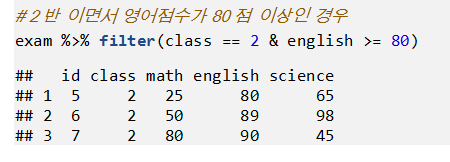 # 2 반 이면서 영어점수가 80 점 이상인 경우
exam %>% filter(class == 2 & english >= 80)
##   id class math english science
## 1  5     2   25      80      65
## 2  6     2   50      89      98
## 3  7     2   80      90      45